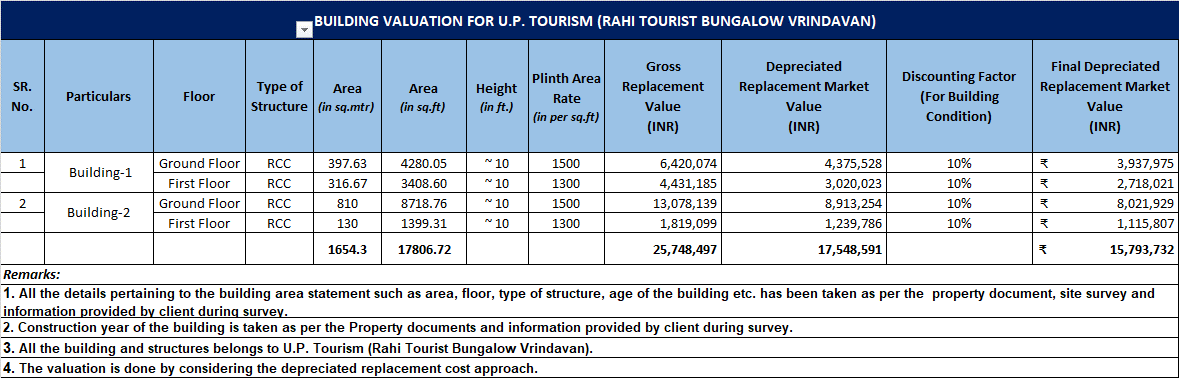 BUILDING VALUATION FOR U.P. TOURISM (RAHI TOURIST BUNGALOW VRINDAVAN)
SR. No. Particulars Floor Type of Structure Area (in sq.mtr) Area (in sq.ft) Height (in ft.) Plinth Area Rate (in per sq.ft) Gross Replacement Value (INR) Depreciated Replacement Market Value (INR) Discounting Factor (For Building Condition) Final Depreciated Replacement Market Value (INR)
1 Building-1 Ground Floor RCC 397.63 4280.05 ~ 10 1500 6,420,074 4,375,528 10% ₹ 3,937,975
First Floor RCC 316.67 3408.60 ~ 10 1300 4,431,185 3,020,023 10% ₹ 2,718,021
2 Building-2 Ground Floor RCC 810 8718.76 ~ 10 1500 13,078,139 8,913,254 10% ₹ 8,021,929
First Floor RCC 130 1399.31 ~ 10 1300 1,819,099 1,239,786 10% ₹ 1,115,807
1654.3 17806.72 25,748,497 17,548,591 ₹ 15,793,732
Remarks:
1. All the details pertaining to the building area statement such as area, floor, type of structure, age of the building etc. has been taken as per the property document, site survey and
information provided by client during survey.
2. Construction year of the building is taken as per the Property documents and information provided by client during survey.
3. All the building and structures belongs to U.P. Tourism (Rahi Tourist Bungalow Vrindavan).
4. The valuation is done by considering the depreciated replacement cost approach.